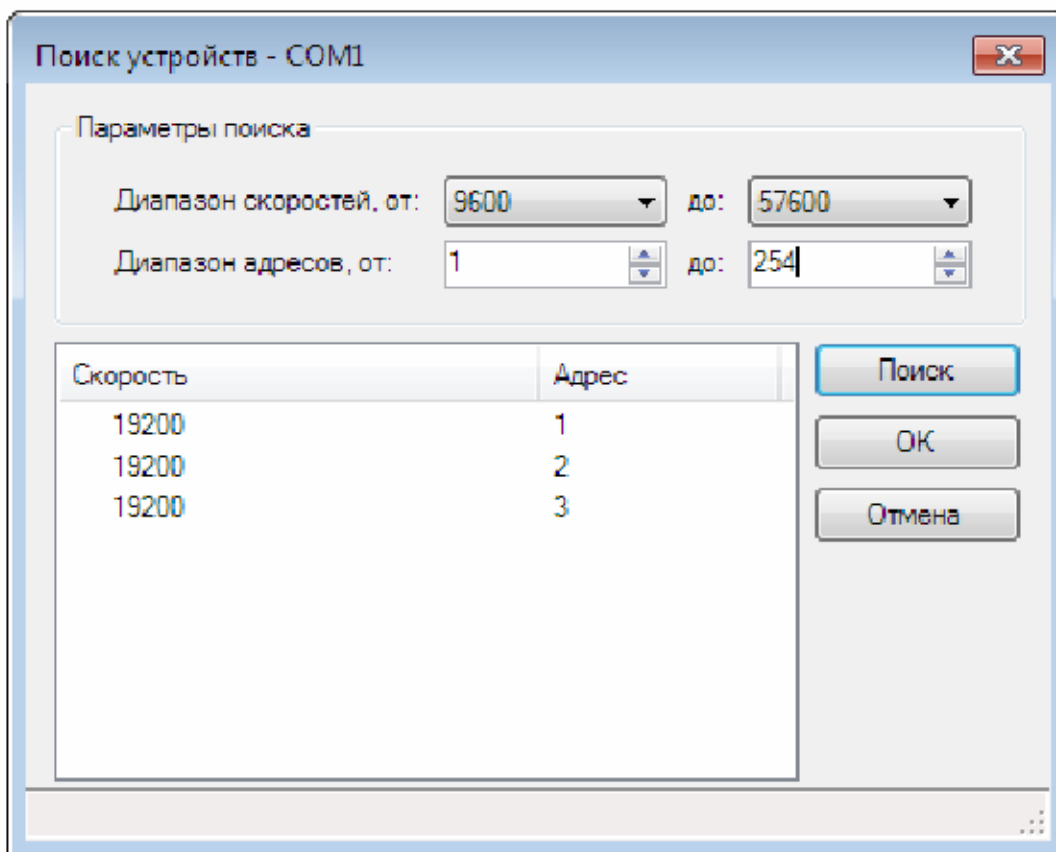 Поиск устройств - COM1
Параметры поиска
Диапазон скоростей, от: 9600 до: 57600
Диапазон адресов, от: 1 до: 254
Скорость Адрес Поиск
19200 1
19200 2 OK
19200 3 Отмена